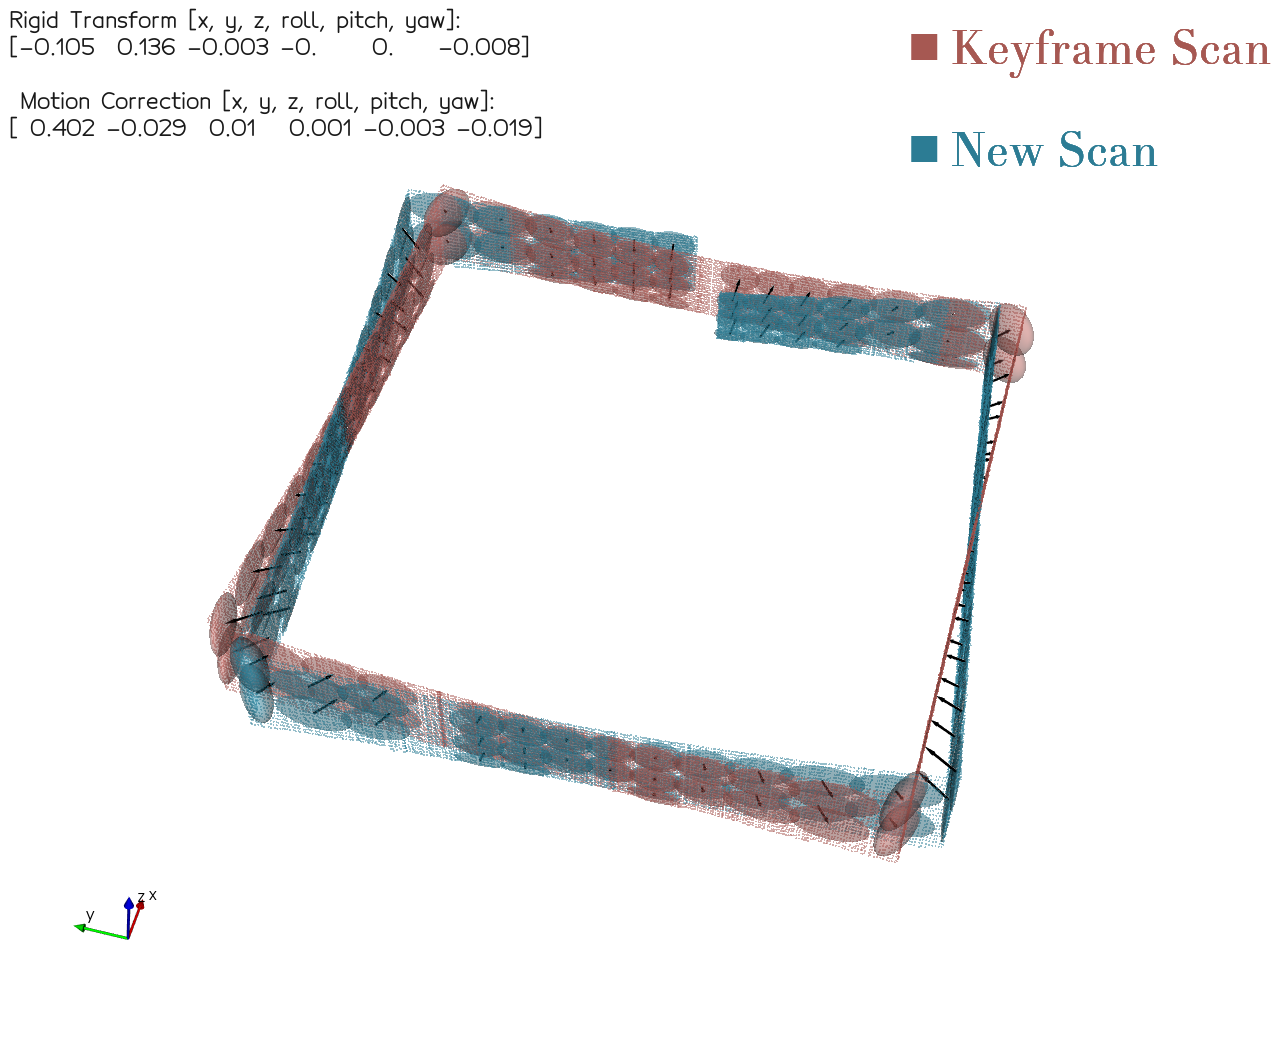 Rigid Transform [x, y, z, roll, pitch, yaw]:
[-0.105 0.136 -0.003 -0. 0. -0.008]
Motion Correction [x, y, z, roll, pitch, yaw]:
[ 0.402 -0.029 0.01 0.001 -0.003 -0.019]
Keyframe Scan
New Scan
z x
y